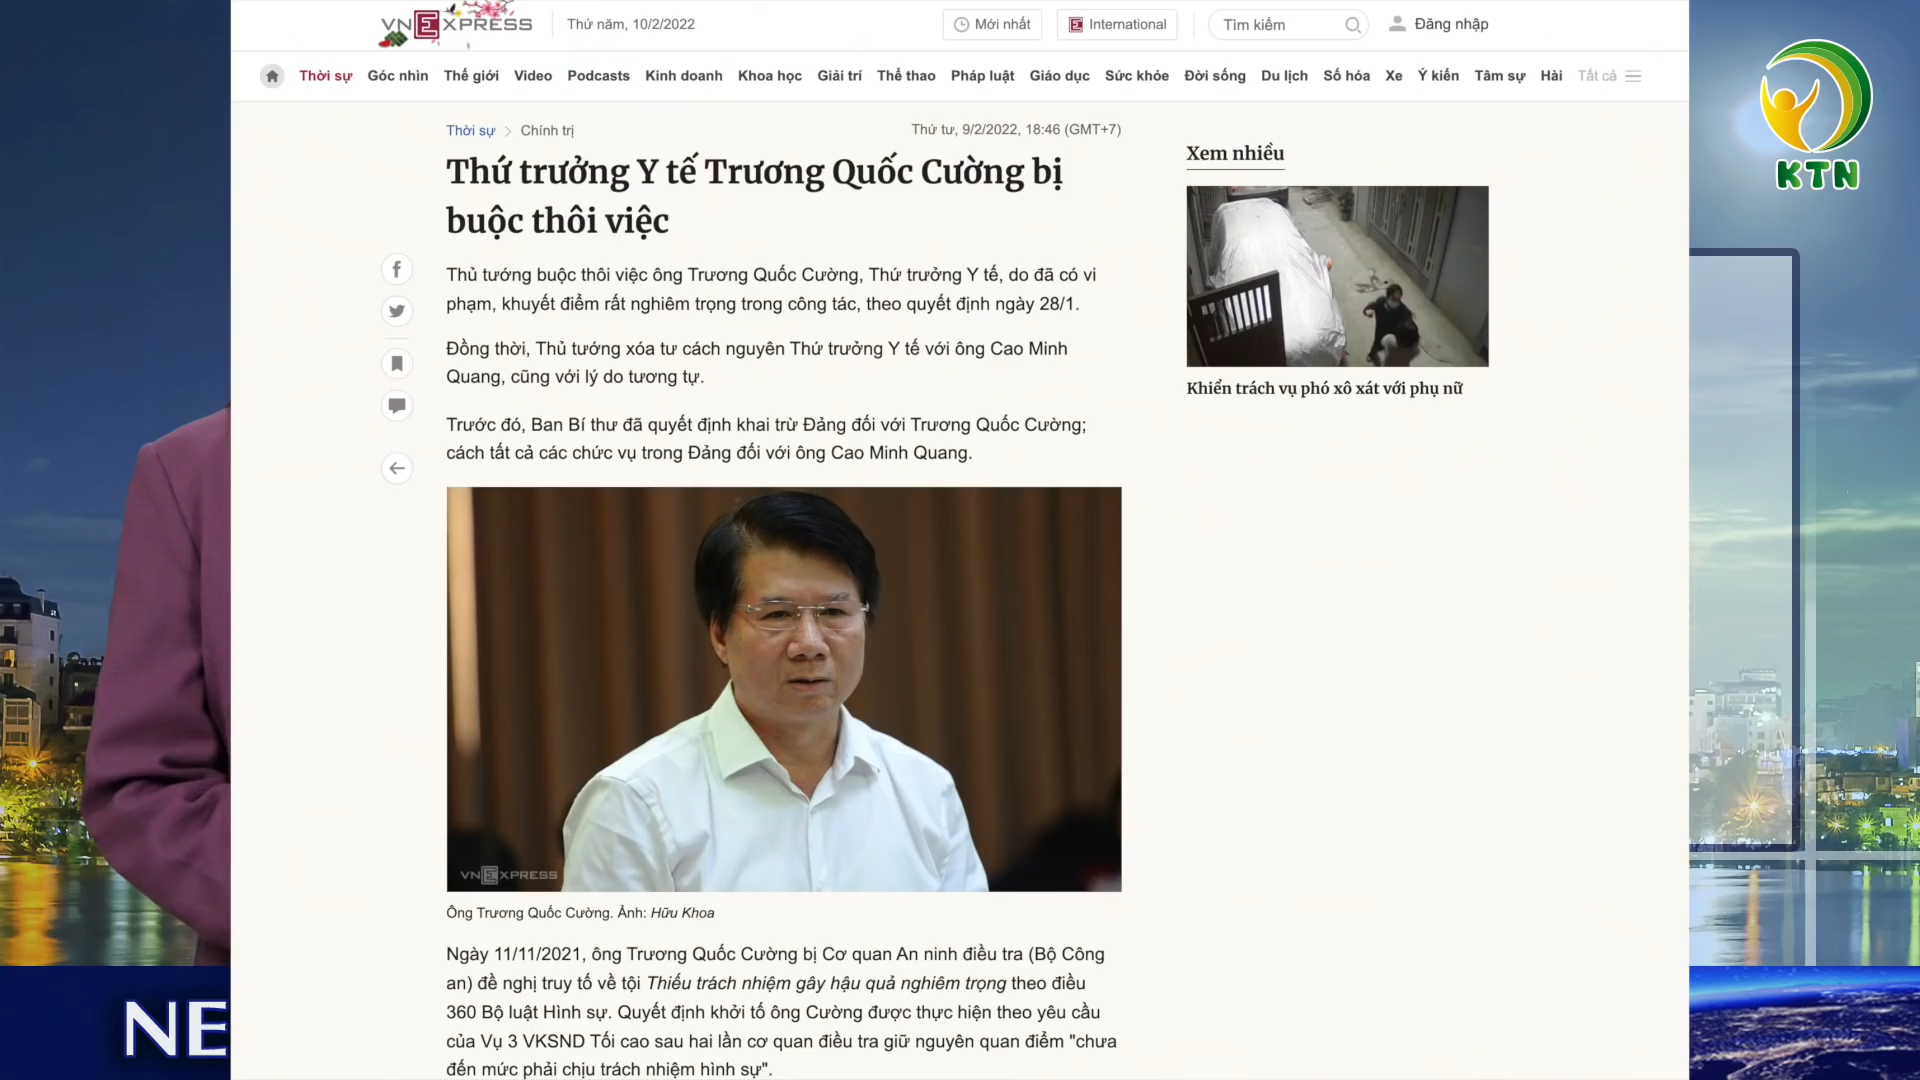 VNEXPRESS
Thứ năm, 10/2/2022
Mới nhất
International
Tìm kiếm
Đăng nhập
KTN
Thời sự Góc nhìn Thế giới Video Podcasts Kinh doanh Khoa học Giải trí Thể thao Pháp luật Giáo dục Sức khỏe Đời sống Du lịch Số hóa Xe Ý kiến Tâm sự Hài Tất cả
Thời sự > Chính trị
Thứ tư, 9/2/2022, 18:46 (GMT+7)
Thứ trưởng Y tế Trương Quốc Cường bị
buộc thôi việc
Thủ tướng buộc thôi việc ông Trương Quốc Cường, Thứ trưởng Y tế, do đã có vi
phạm, khuyết điểm rất nghiêm trọng trong công tác, theo quyết định ngày 28/1.
Đồng thời, Thủ tướng xóa tư cách nguyên Thứ trưởng Y tế với ông Cao Minh
Quang, cũng với lý do tương tự.
Trước đó, Ban Bí thư đã quyết định khai trừ Đảng đối với Trương Quốc Cường;
cách tất cả các chức vụ trong Đảng đối với ông Cao Minh Quang.
VNEXPRESS
Ông Trương Quốc Cường. Ảnh: Hữu Khoa
Ngày 11/11/2021, ông Trương Quốc Cường bị Cơ quan An ninh điều tra (Bộ Công
an) đề nghị truy tố về tội Thiếu trách nhiệm gây hậu quả nghiêm trọng theo điều
360 Bộ luật Hình sự. Quyết định khởi tố ông Cường được thực hiện theo yêu cầu
của Vụ 3 VKSND Tối cao sau hai lần cơ quan điều tra giữ nguyên quan điểm "chưa
đến mức phải chịu trách nhiệm hình sự".
Xem nhiều
Khiển trách vụ phó xô xát với phụ nữ
NE